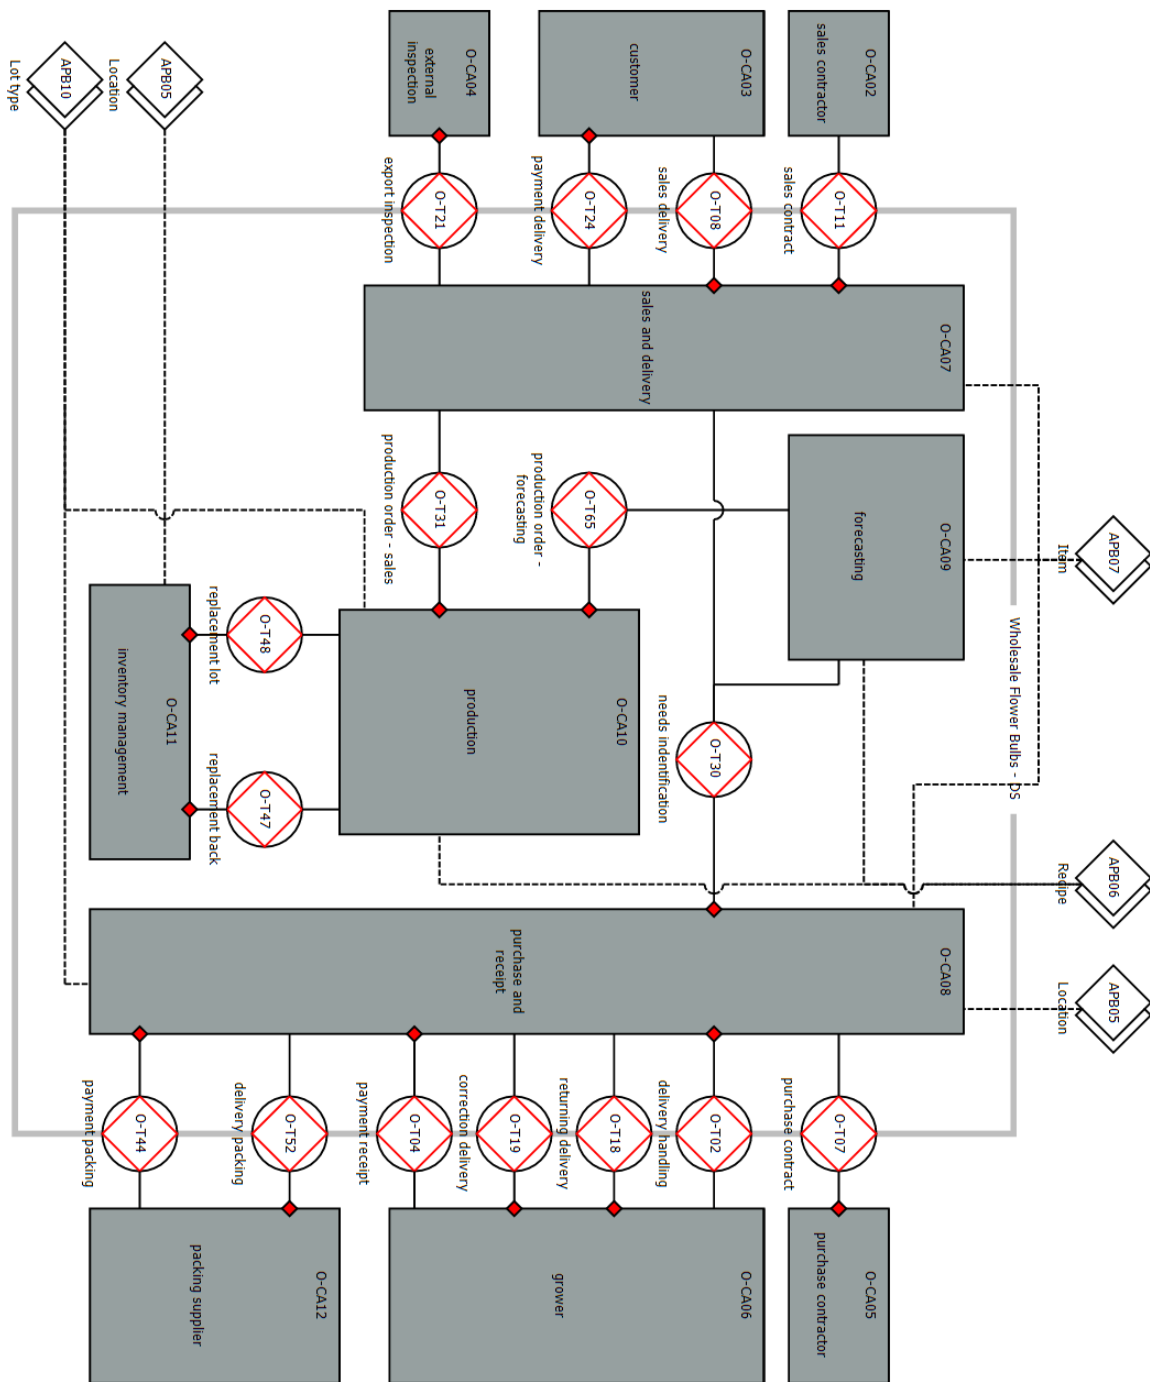 O-CA04
external
inspection
O-CA03
customer
O-CA02
sales contractor
APB10
Lot type
APB05
Location
O-T21
export inspection
O-T24
payment delivery
O-T08
sales delivery
O-T11
sales contract
O-CA07
sales and delivery
O-CA09
forecasting
APB07
Item
O-T31
production order - sales
O-T65
production order -
forecasting
Wholesale Flower Bulbs - DS
O-T48
replacement lot
O-T47
replacement back
O-CA11
inventory management
O-CA10
production
O-T30
needs indentification
APB06
Recipe
APB05
Location
O-CA08
purchase and
receipt
O-T44
payment packing
O-T52
delivery packing
O-T04
payment receipt
O-T19
correction delivery
O-T18
returning delivery
O-T02
delivery handling
O-T07
purchase contract
O-CA12
packing supplier
O-CA06
grower
O-CA05
purchase contractor